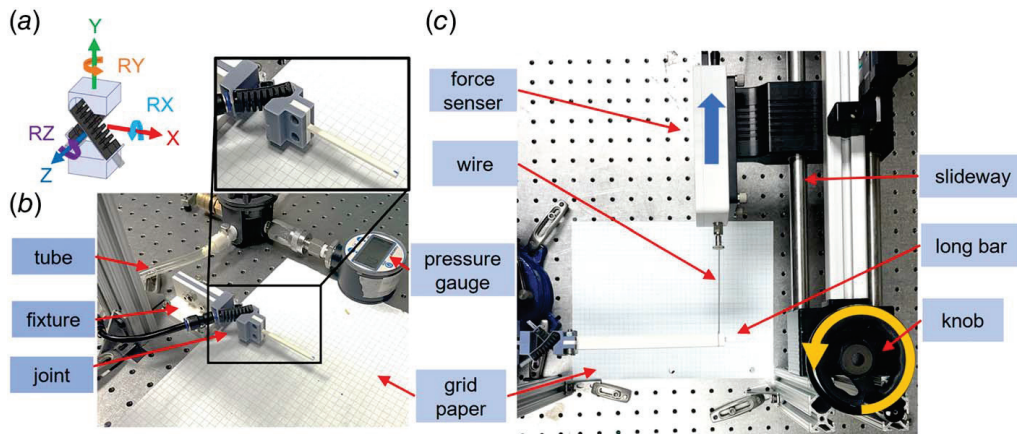 (a)
Y
RY
RX
X
RZ
Z
(b)
tube
fixture
joint
pressure
gauge
grid
paper
(c)
force
senser
wire
slideway
long bar
knob